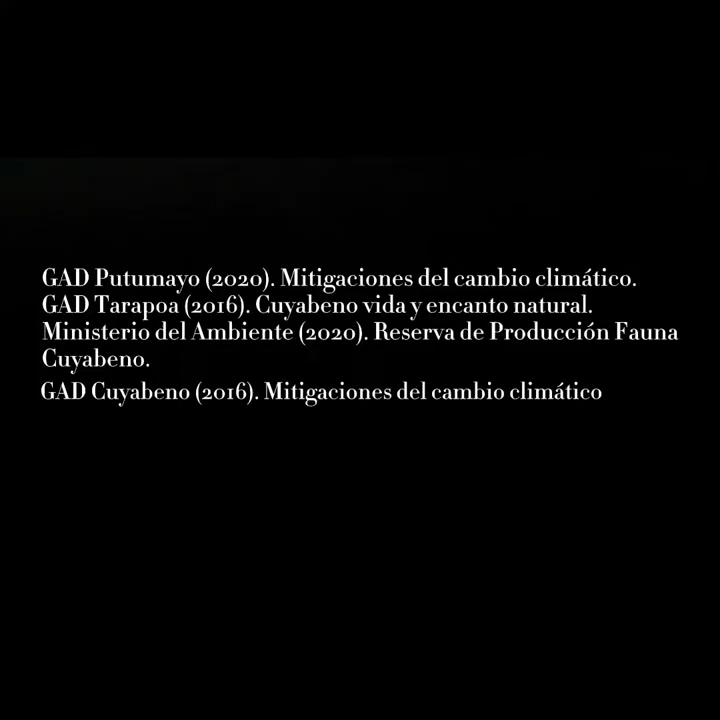 GAD Putumayo (2020). Mitigaciones del cambio climático.
GAD Tarapoa (2016). Cuyabeno vida y encanto natural.
Ministerio del Ambiente (2020). Reserva de Producción Fauna
Cuyabeno.
GAD Cuyabeno (2016). Mitigaciones del cambio climático